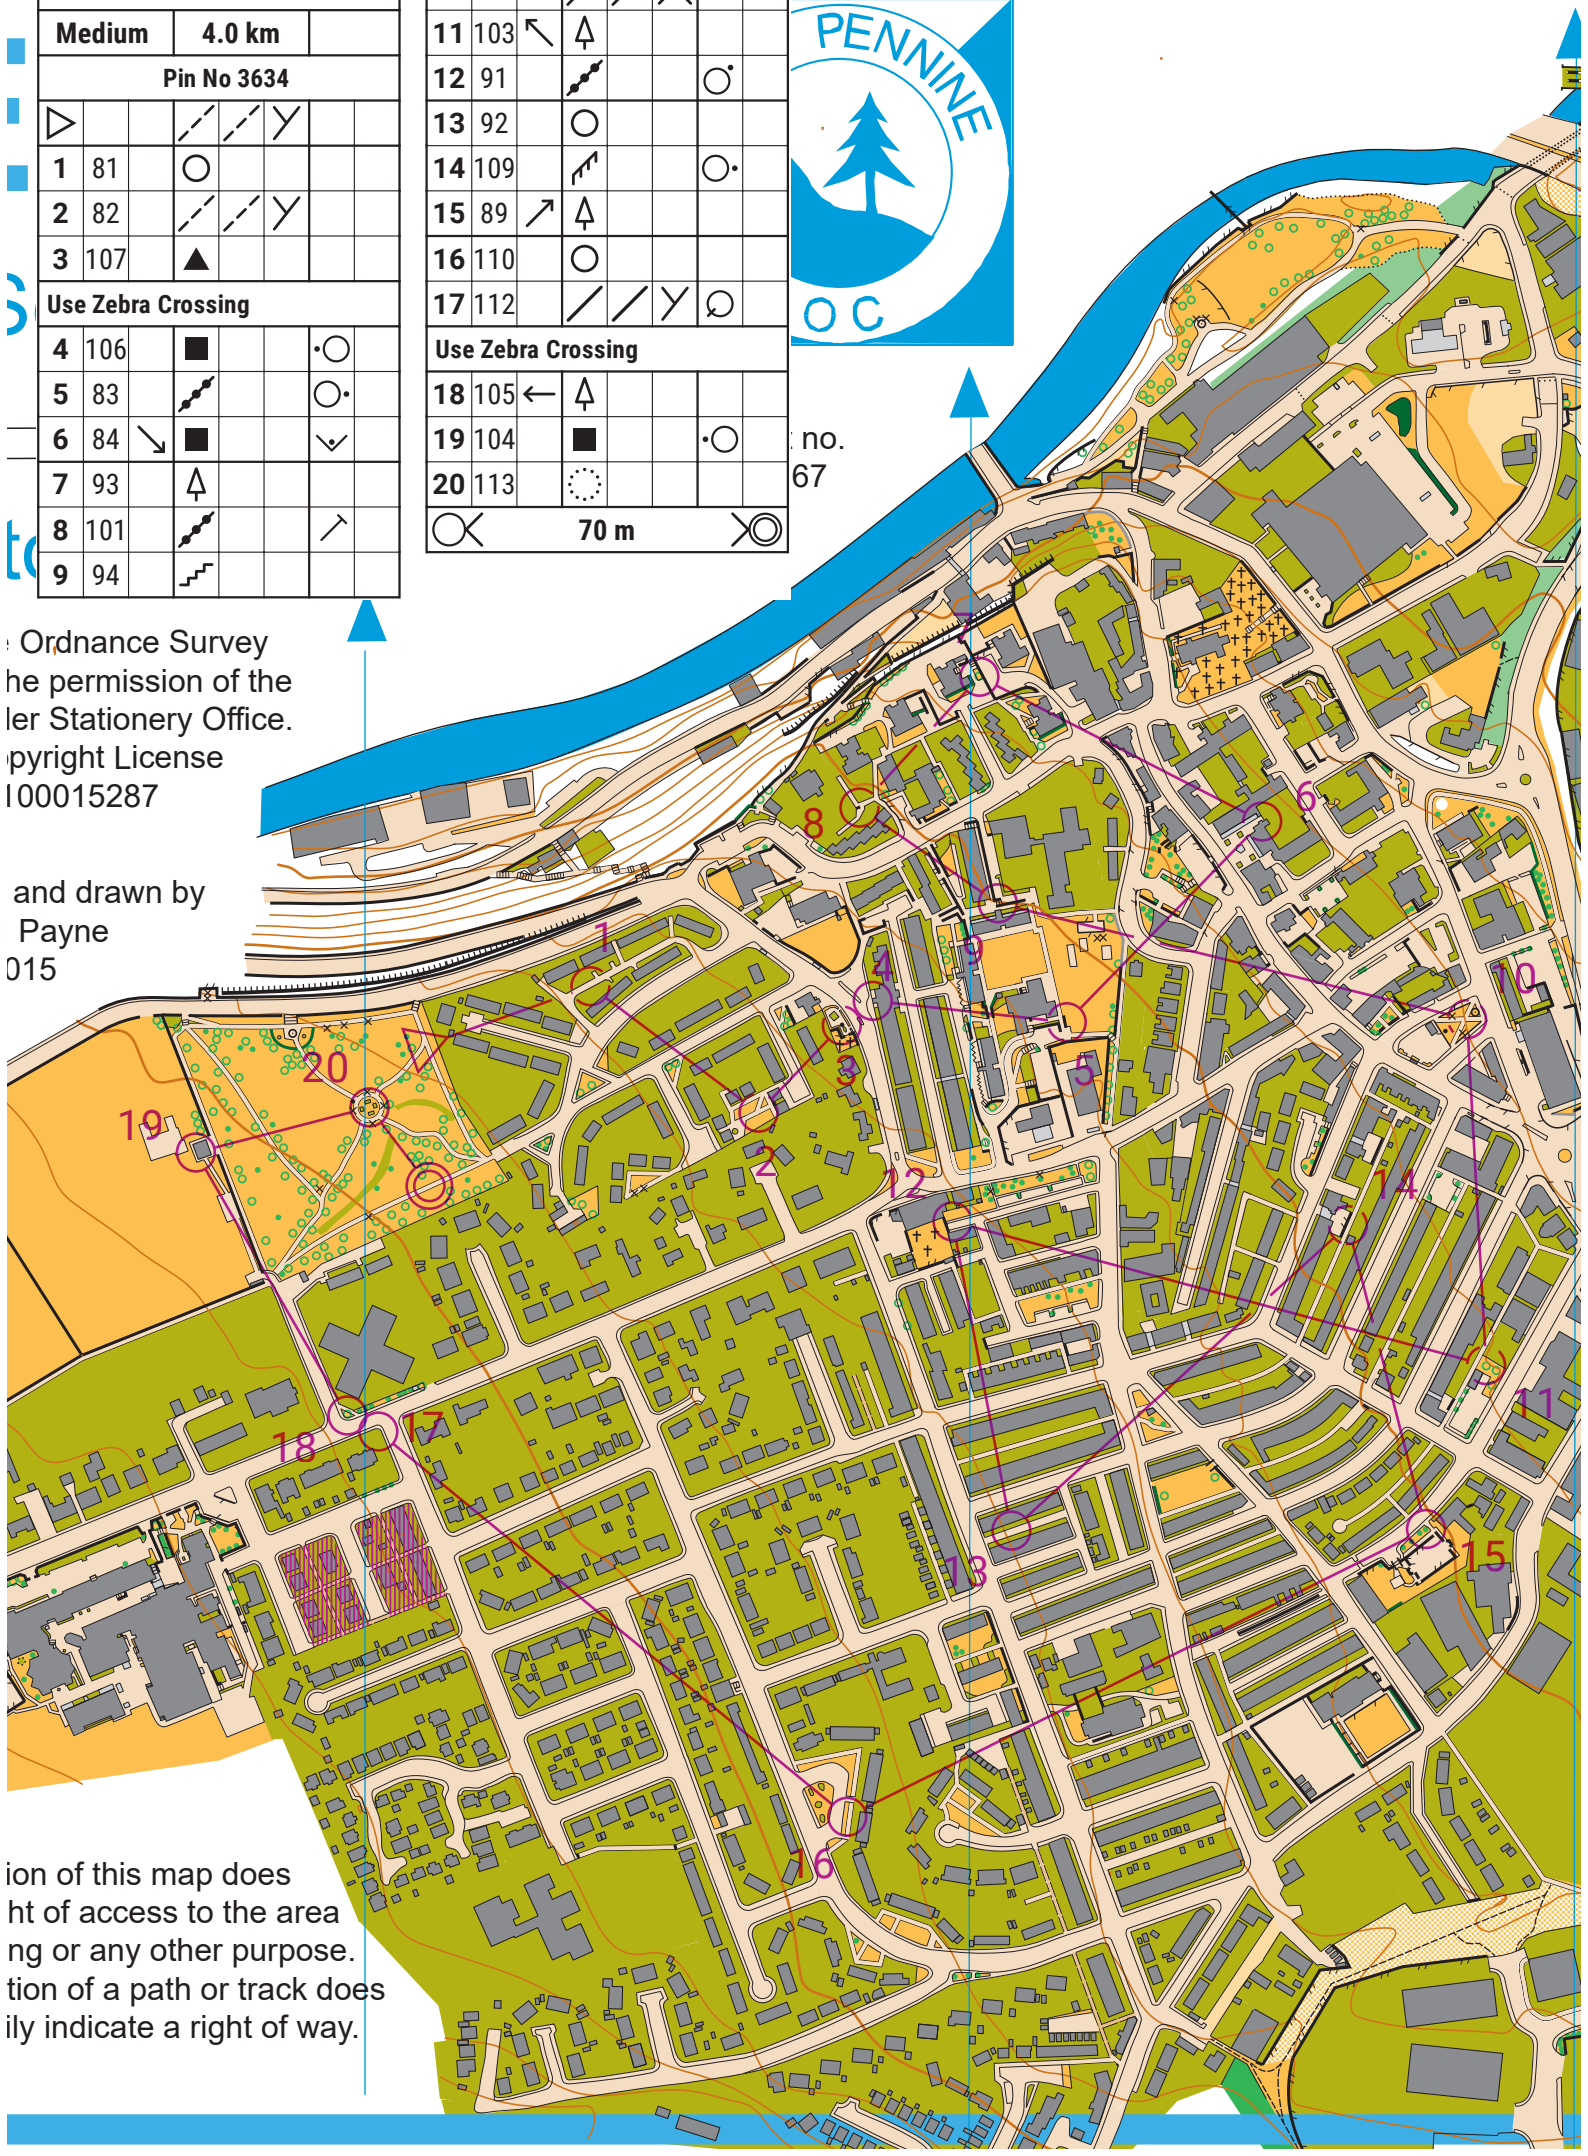 Medium 4.0 km
Pin No 3634
1 81
2 82
3 107
Use Zebra Crossing
4 106
5 83
6 84
7 93
8 101
9 94
11 103
12 91
13 92
14 109
15 89
16 110
17 112
Use Zebra Crossing
18 105
19 104
20 113
70 m
PENNINE
O C
no.
67
Ordnance Survey
he permission of the
ler Stationery Office.
opyright License
100015287
and drawn by
Payne
015
7
6
8
1
9
4
10
3
5
20
19
2
12
14
11
17
18
13
15
16
ion of this map does
ht of access to the area
ng or any other purpose.
tion of a path or track does
ily indicate a right of way.